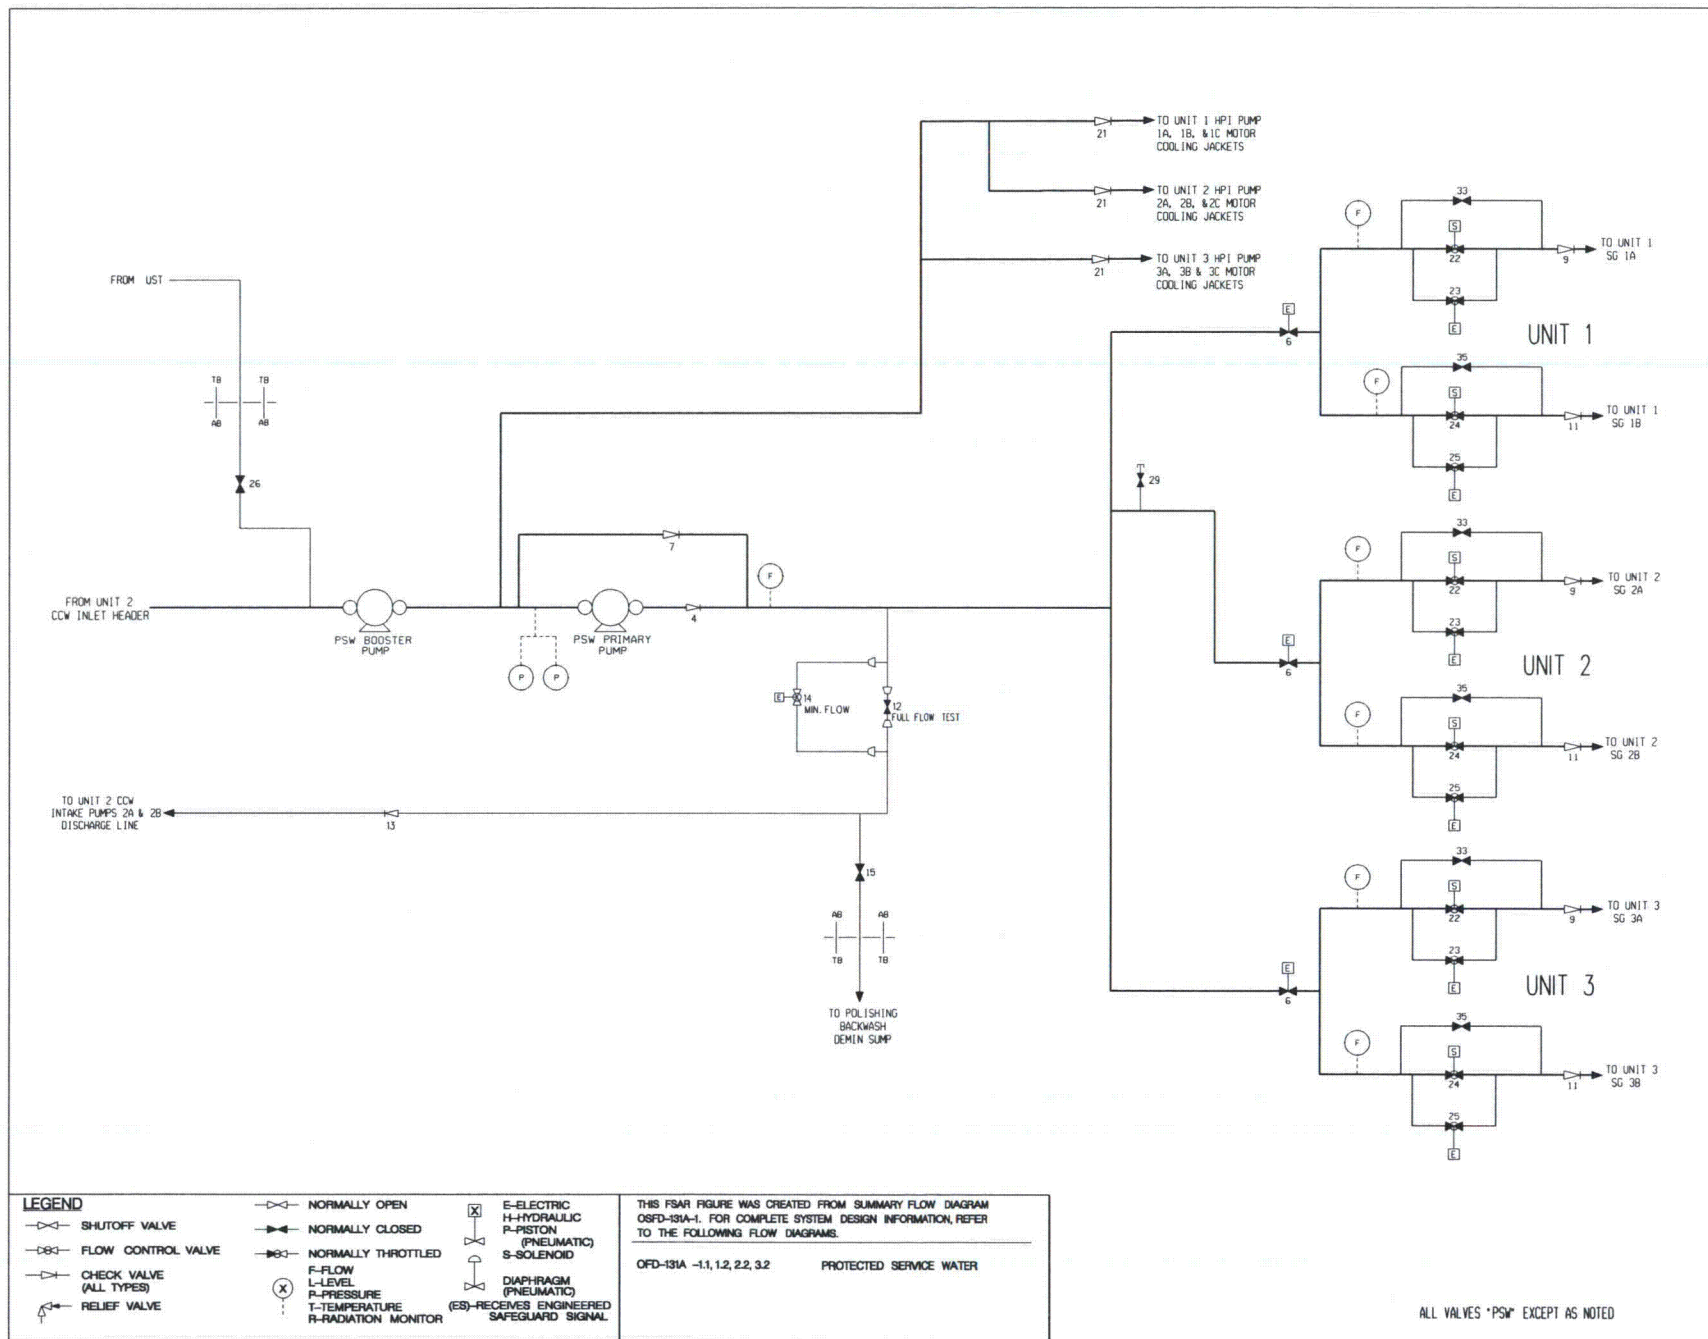 TO UNIT 1 HPI PUMP
1A, 1B, &1C MOTOR
COOLING JACKETS
21
TO UNIT 2 HPI PUMP
2A, 2B, &2C MOTOR
COOLING JACKETS
21
TO UNIT 3 HPI PUMP
3A, 3B & 3C MOTOR
COOLING JACKETS
21
FROM UST
TB TB
AB AB
26
FROM UNIT 2
CCW INLET HEADER
PSW BOOSTER
PUMP
7
P P
PSW PRIMARY
PUMP
4
F
E 14
MIN. FLOW
12
FULL FLOW TEST
TO UNIT 2 CCW
INTAKE PUMPS 2A & 2B
DISCHARGE LINE
13
15
AB AB
TB TB
TO POLISHING
BACKWASH
DEMIN SUMP
29
E
6
F
33
S
22
23
E
9
TO UNIT 1
SG 1A
UNIT 1
F
35
S
24
25
E
11
TO UNIT 1
SG 1B
E
6
F
33
S
22
23
E
9
TO UNIT 2
SG 2A
UNIT 2
F
35
S
24
25
E
11
TO UNIT 2
SG 2B
E
6
F
33
S
22
23
E
9
TO UNIT 3
SG 3A
UNIT 3
F
35
S
24
25
E
11
TO UNIT 3
SG 3B
LEGEND
SHUTOFF VALVE
FLOW CONTROL VALVE
CHECK VALVE
(ALL TYPES)
RELIEF VALVE
NORMALLY OPEN
NORMALLY CLOSED
NORMALLY THROTTLED
X
F-FLOW
L-LEVEL
P-PRESSURE
T-TEMPERATURE
R-RADIATION MONITOR
X
E-ELECTRIC
H-HYDRAULIC
P-PISTON
(PNEUMATIC)
S-SOLENOID
DIAPHRAGM
(PNEUMATIC)
(ES)-RECEIVES ENGINEERED
SAFEGUARD SIGNAL
THIS FSAR FIGURE WAS CREATED FROM SUMMARY FLOW DIAGRAM
OSFD-131A-1. FOR COMPLETE SYSTEM DESIGN INFORMATION, REFER
TO THE FOLLOWING FLOW DIAGRAMS.
OFD-131A -1.1, 1.2, 2.2, 3.2 PROTECTED SERVICE WATER
ALL VALVES "PSW" EXCEPT AS NOTED